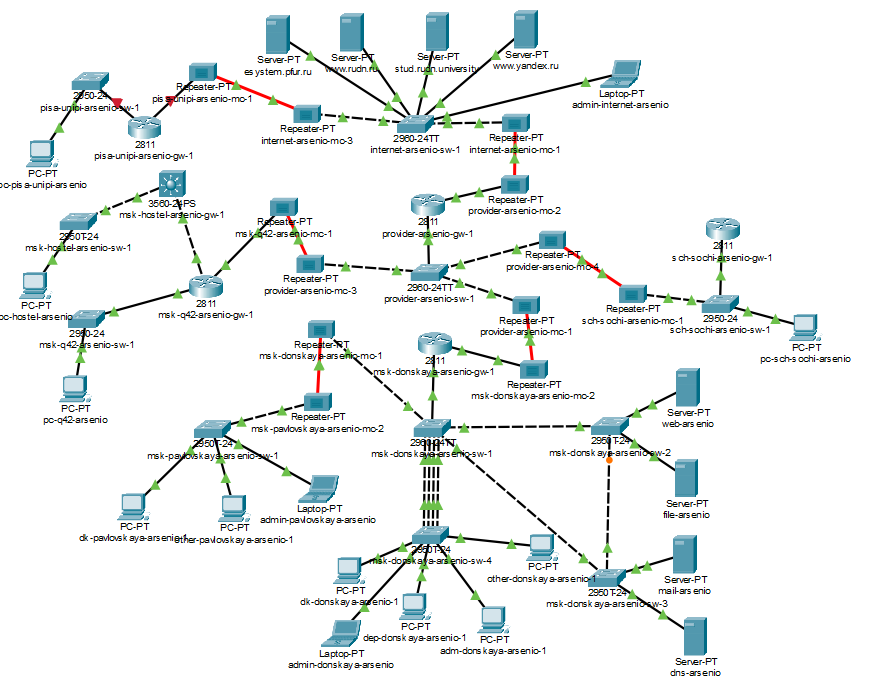 Server-PT
esystem.pfur.ru
Server-PT
www.rudn.ru
Server-PT
stud.rudn.university
Server-PT
www.yandex.ru
Laptop-PT
admin-internet-arsenio
2950-24
pisa-unipi-arsenio-sw-1
Repeater-PT
pisa-unipi-arsenio-mc-1
2811
pisa-unipi-arsenio-gw-1
Repeater-PT
internet-arsenio-mc-3
2960-24TT
internet-arsenio-sw-1
Repeater-PT
internet-arsenio-mc-1
PC-PT
pc-pisa-unipi-arsenio
3560-24PS
msk-hostel-arsenio-gw-1
Repeater-PT
provider-arsenio-mc-2
2950T-24
msk-hostel-arsenio-sw-1
Repeater-PT
msk-q42-arsenio-mc-1
2811
provider-arsenio-gw-1
Repeater-PT
provider-arsenio-mc-4
2811
sch-sochi-arsenio-gw-1
Repeater-PT
provider-arsenio-mc-3
2960-24TT
provider-arsenio-sw-1
PC-PT
pc-hostel-arsenio
2811
msk-q42-arsenio-gw-1
Repeater-PT
sch-sochi-arsenio-mc-1
2950-24
sch-sochi-arsenio-sw-1
2950-24
msk-q42-arsenio-sw-1
Repeater-PT
provider-arsenio-mc-1
PC-PT
pc-sch-sochi-arsenio
Repeater-PT
msk-donskaya-arsenio-mc-1
2811
msk-donskaya-arsenio-gw-1
Repeater-PT
msk-donskaya-arsenio-mc-2
PC-PT
pc-q42-arsenio
Repeater-PT
msk-pavlovskaya-arsenio-mc-2
Server-PT
web-arsenio
2950T-24
msk-pavlovskaya-arsenio-sw-1
2960-24TT
msk-donskaya-arsenio-sw-1
2950T-24
msk-donskaya-arsenio-sw-2
Laptop-PT
admin-pavlovskaya-arsenio
Server-PT
file-arsenio
PC-PT
dk-pavlovskaya-arsenio-1
PC-PT
other-pavlovskaya-arsenio-1
2950T-24
msk-donskaya-arsenio-sw-4
PC-PT
other-donskaya-arsenio-1
PC-PT
dk-donskaya-arsenio-1
2950T-24
msk-donskaya-arsenio-sw-3
Server-PT
mail-arsenio
PC-PT
dep-donskaya-arsenio-1
PC-PT
adm-donskaya-arsenio-1
Laptop-PT
admin-donskaya-arsenio
Server-PT
dns-arsenio